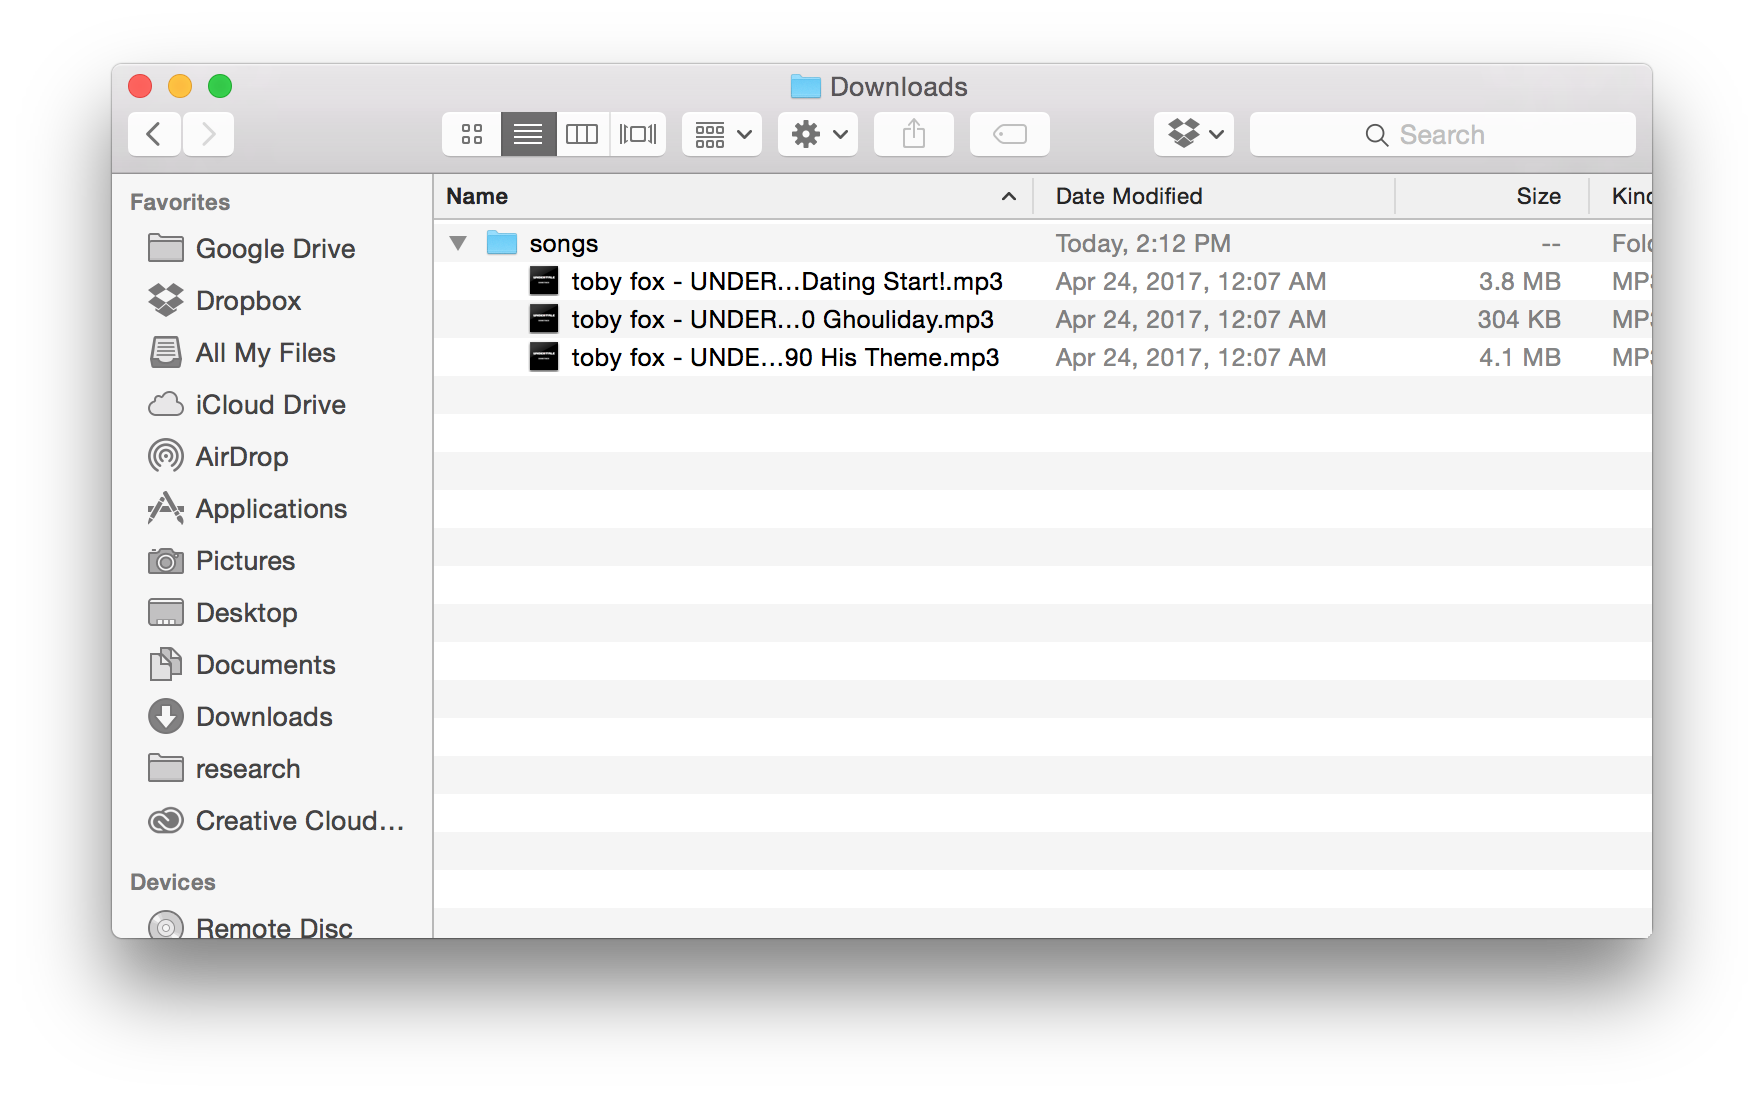 Downloads
Search
Favorites
Google Drive
Dropbox
All My Files
iCloud Drive
AirDrop
Applications
Pictures
Desktop
Documents
Downloads
research
Creative Cloud...
Devices
Remote Disc
Name Date Modified Size Kind
songs Today, 2:12 PM -- Fol
toby fox - UNDER...Dating Start!.mp3 Apr 24, 2017, 12:07 AM 3.8 MB MP3
toby fox - UNDER...0 Ghouliday.mp3 Apr 24, 2017, 12:07 AM 304 KB MP3
toby fox - UNDE...90 His Theme.mp3 Apr 24, 2017, 12:07 AM 4.1 MB MP3